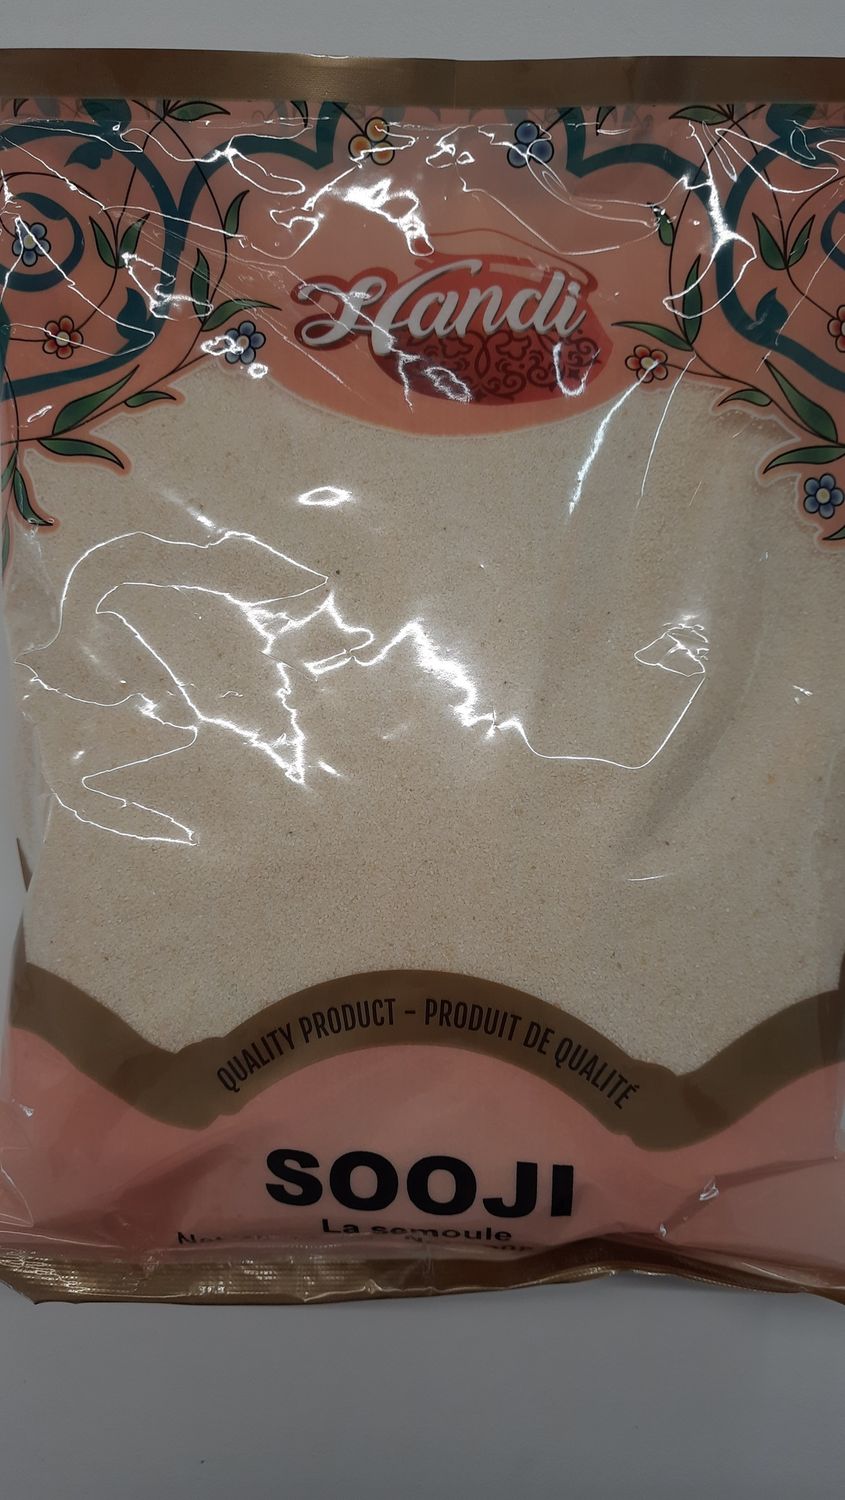 Handi
QUALITY PRODUCT - PRODUIT DE QUALITÉ
SOOJI
La semoule